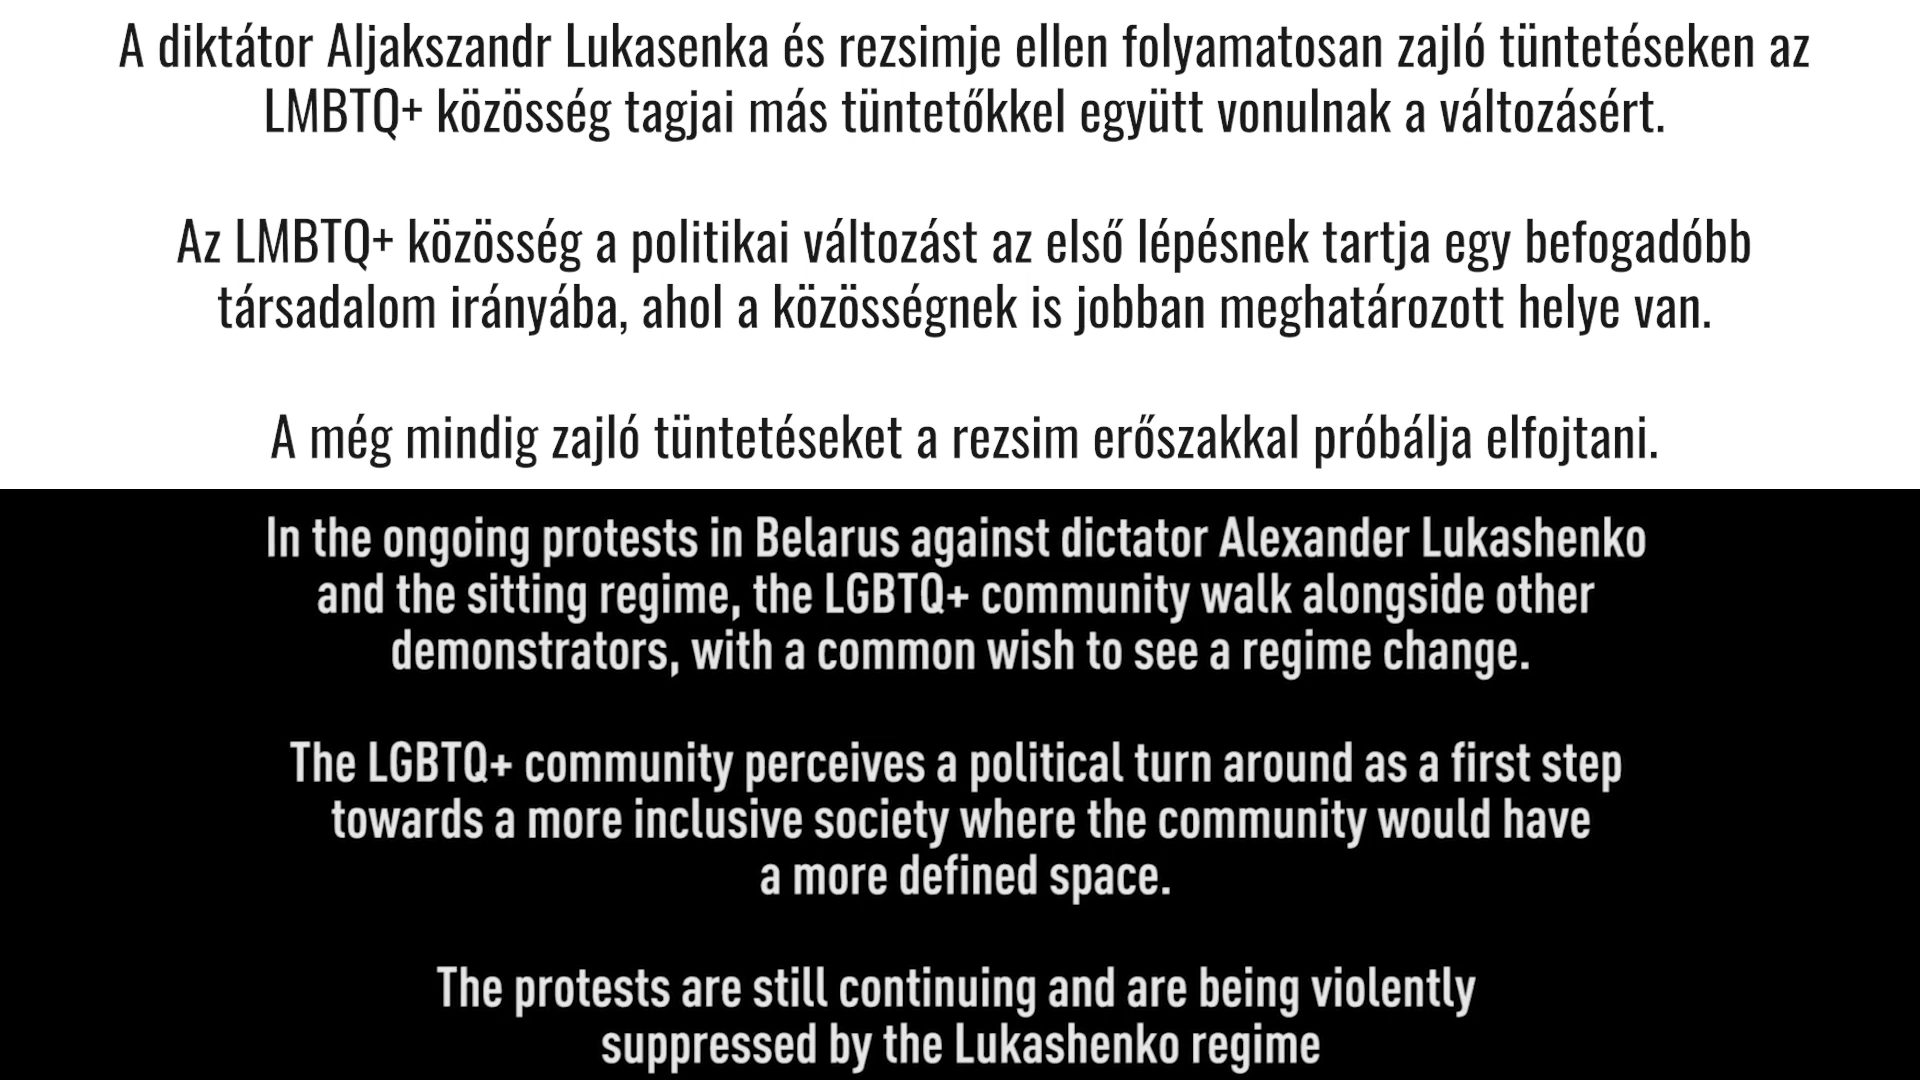 A diktátor Aljakszandr Lukasenka és rezsimje ellen folyamatosan zajló tüntetéseken az
LMBTQ+ közösség tagjai más tüntetőkkel együtt vonulnak a változásért.
Az LMBTQ+ közösség a politikai változást az első lépésnek tartja egy befogadóbb
társadalom irányába, ahol a közösségnek is jobban meghatározott helye van.
A még mindig zajló tüntetéseket a rezsim erőszakkal próbálja elfojtani.
In the ongoing protests in Belarus against dictator Alexander Lukashenko
and the sitting regime, the LGBTQ+ community walk alongside other
demonstrators, with a common wish to see a regime change.
The LGBTQ+ community perceives a political turn around as a first step
towards a more inclusive society where the community would have
a more defined space.
The protests are still continuing and are being violently
suppressed by the Lukashenko regime